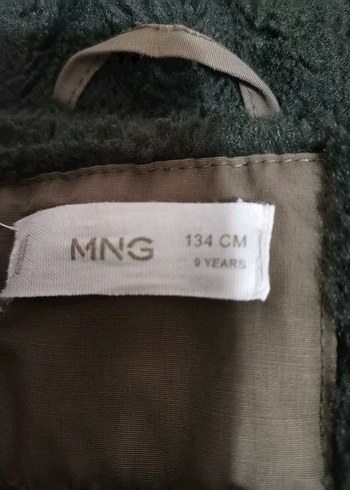 MNG
134 CM
9 YEARS